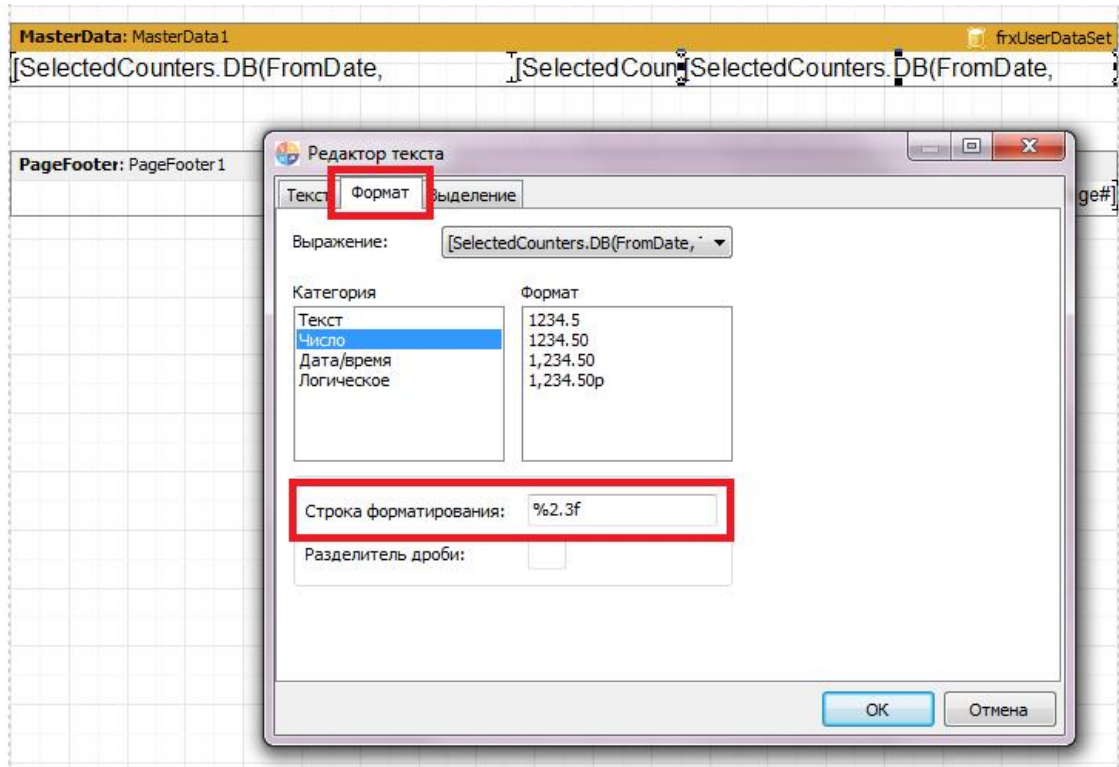 MasterData: MasterData1 frxUserDataSet
[SelectedCounters.DB(FromDate, [SelectedCoun [SelectedCounters.DB(FromDate,
PageFooter: PageFooter1
ge#]
Редактор текста
Текст Формат Выделение
Выражение: [SelectedCounters.DB(FromDate,
Категория Формат
Текст 1234.5
Число 1234.50
Дата/время 1,234.50
Логическое 1,234.50р
Строка форматирования: %2.3f
Разделитель дроби:
OK Отмена